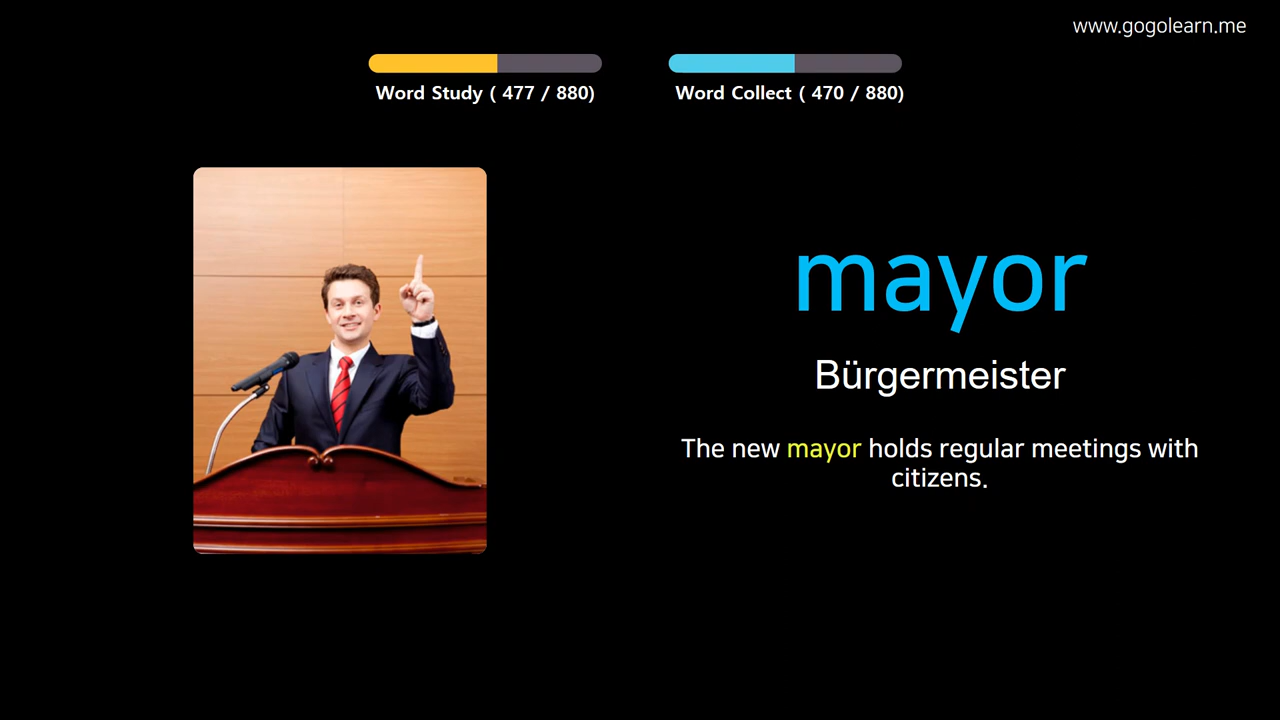 www.gogolearn.me
Word Study ( 477 / 880)
Word Collect ( 470 / 880)
mayor
Bürgermeister
The new mayor holds regular meetings with
citizens.